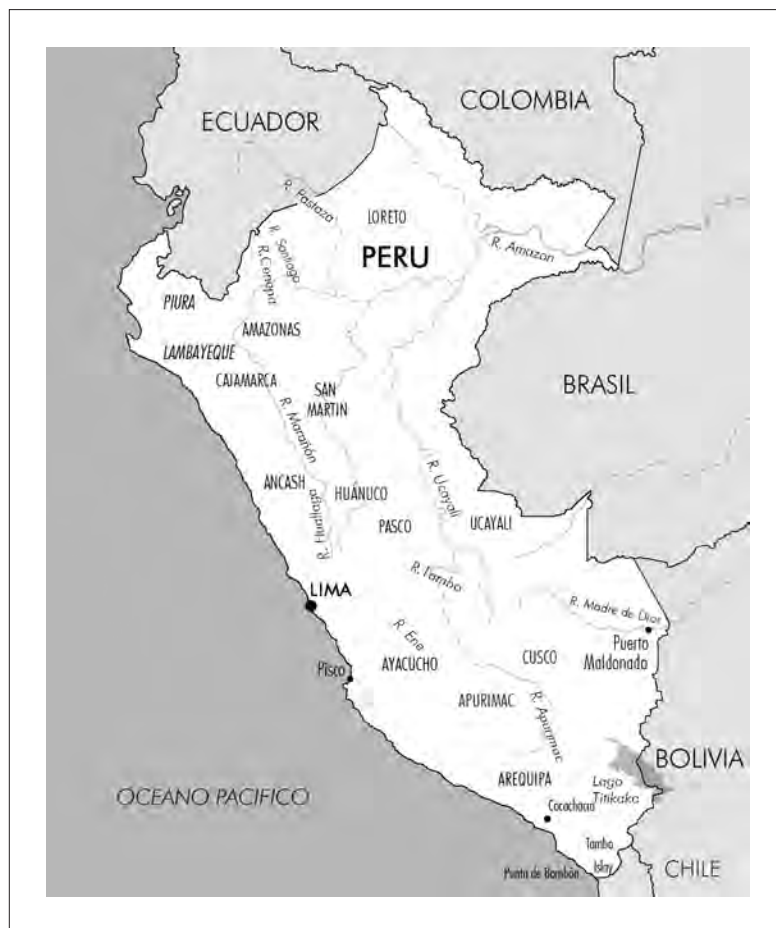 COLOMBIA
ECUADOR
R. Pastaza
LORETO
R. Santiago
PERU
R. Amazon
R.Cenepa
PIURA
AMAZONAS
LAMBAYEQUE
CAJAMARCA
SAN
MARTIN
BRASIL
R. Marañón
ANCASH
HUÁNUCO
R. Huallaga
R. Ucayali
PASCO
UCAYALI
R.Tambo
LIMA
R. Madre de Dios
R. Ene
Puerto
Maldonado
Pisco
AYACUCHO
CUSCO
APURIMAC
R. Apurimac
BOLIVIA
AREQUIPA
Lago
Titikaka
OCEANO PACIFICO
Cocachacra
Tambo
Islay
Punta de Bombón
CHILE